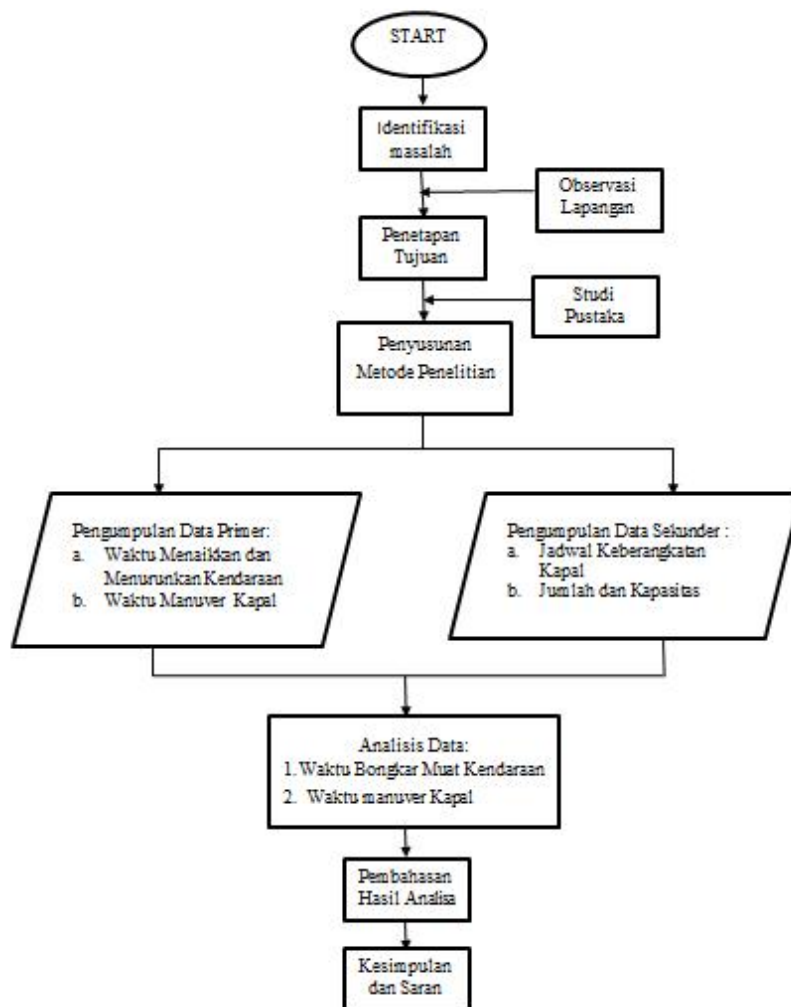 START
Identifikasi
masalah
Observasi
Lapangan
Penetapan
Tujuan
Studi
Pustaka
Penyusunan
Metode Penelitian
Pengumpulan Data Primer:
a. Waktu Menaikkan dan
Menurunkan Kendaraan
b. Waktu Manuver Kapal
Pengumpulan Data Sekunder :
a. Jadwal Keberangkatan
Kapal
b. Jumlah dan Kapasitas
Analisis Data:
1. Waktu Bongkar Muat Kendaraan
2. Waktu manuver Kapal
Pembahasan
Hasil Analisa
Kesimpulan
dan Saran